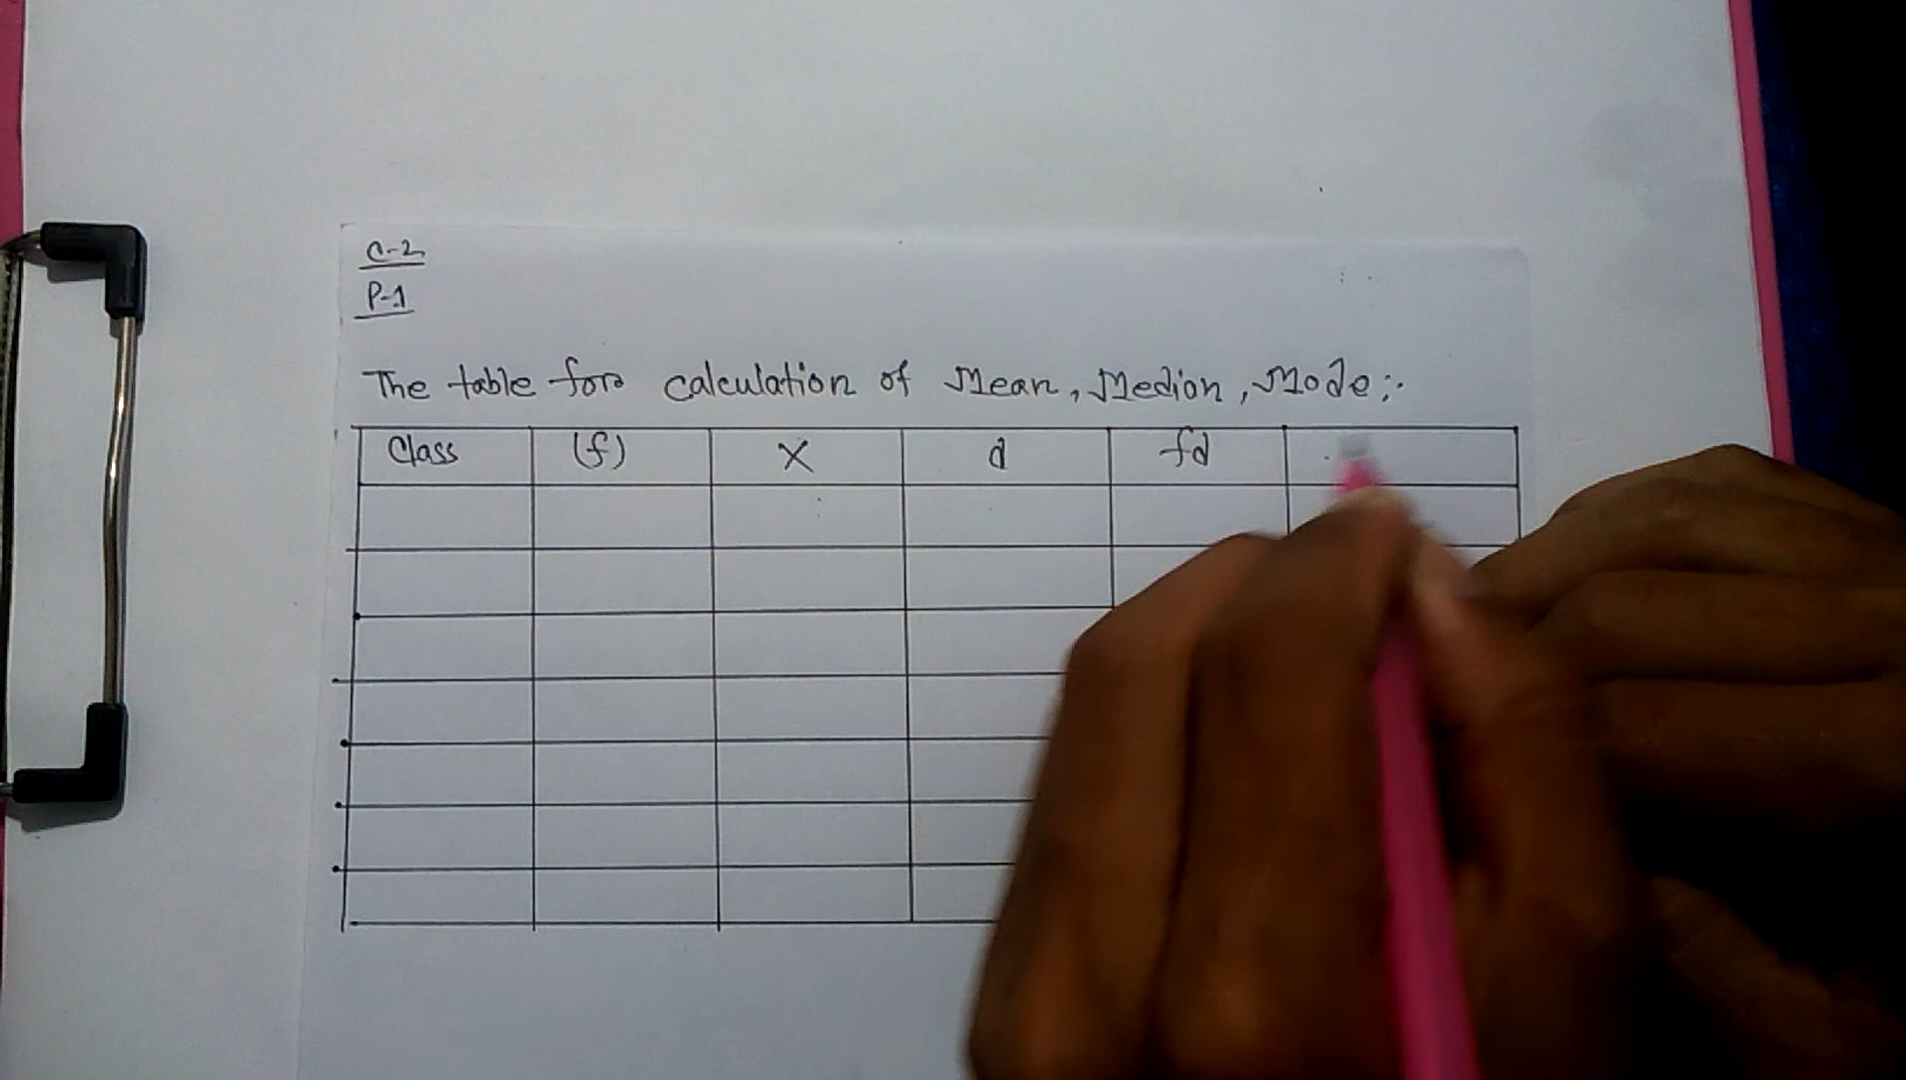 C-2
P-1
The table for calculation of Mean, Median, Mode:-
Class (f) X d fd